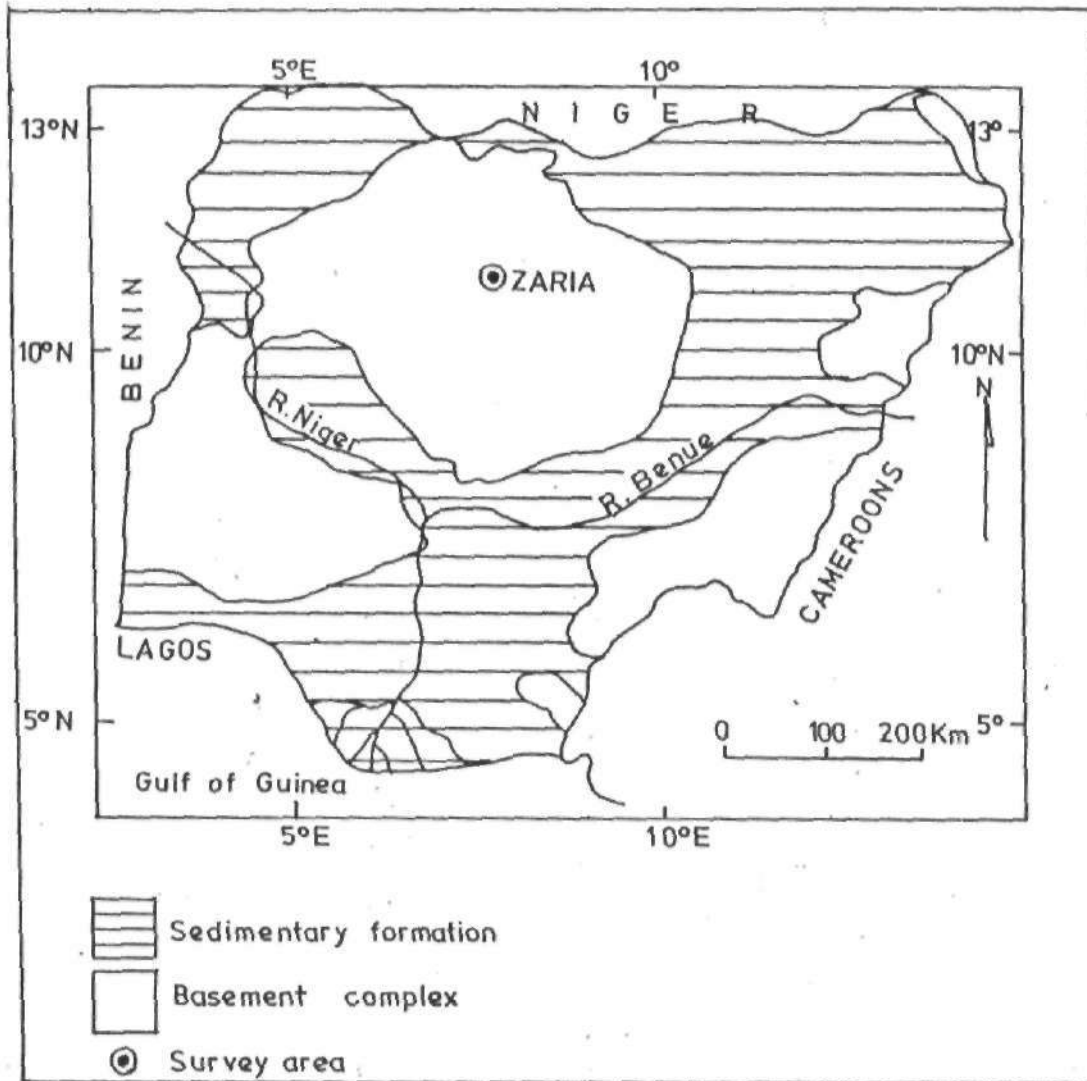 5°E 10°
N I G E R
13°N 13°
ZARIA
BENIN
10°N 10°N
N
R. Niger
R. Benue
CAMEROONS
LAGOS
5°N 0 100 200Km 5°
Gulf of Guinea
5°E 10°E
Sedimentary formation
Basement complex
Survey area